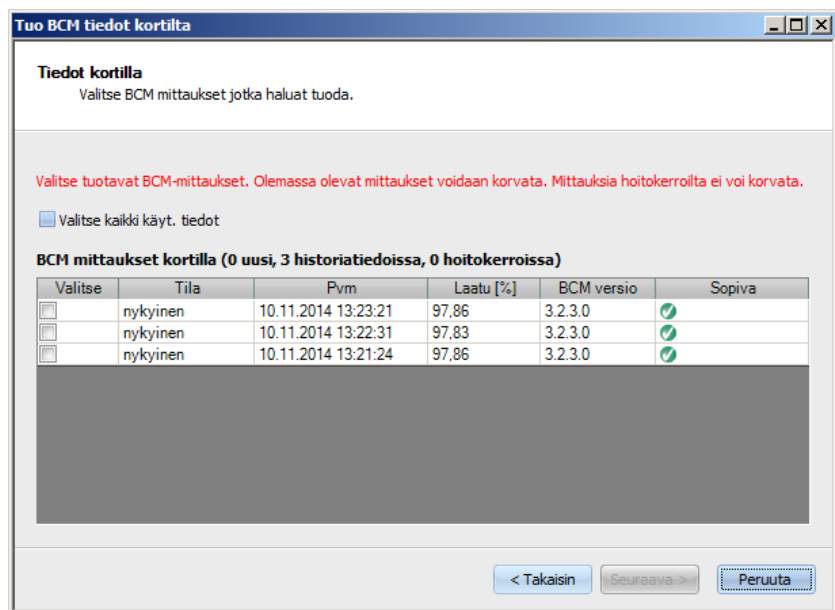 Tuo BCM tiedot kortilta
Tiedot kortilla
Valitse BCM mittaukset jotka haluat tuoda.
Valitse tuotavat BCM-mittaukset. Olemassa olevat mittaukset voidaan korvata. Mittauksia hoitokerroilta ei voi korvata.
Valitse kaikki käyt. tiedot
BCM mittaukset kortilla (0 uusi, 3 historiatiedoissa, 0 hoitokerroissa)
Valitse Tila Pvm Laatu [%] BCM versio Sopiva
nykyinen 10.11.2014 13:23:21 97,86 3.2.3.0
nykyinen 10.11.2014 13:22:31 97,83 3.2.3.0
nykyinen 10.11.2014 13:21:24 97,86 3.2.3.0
< Takaisin Seuraava > Peruuta